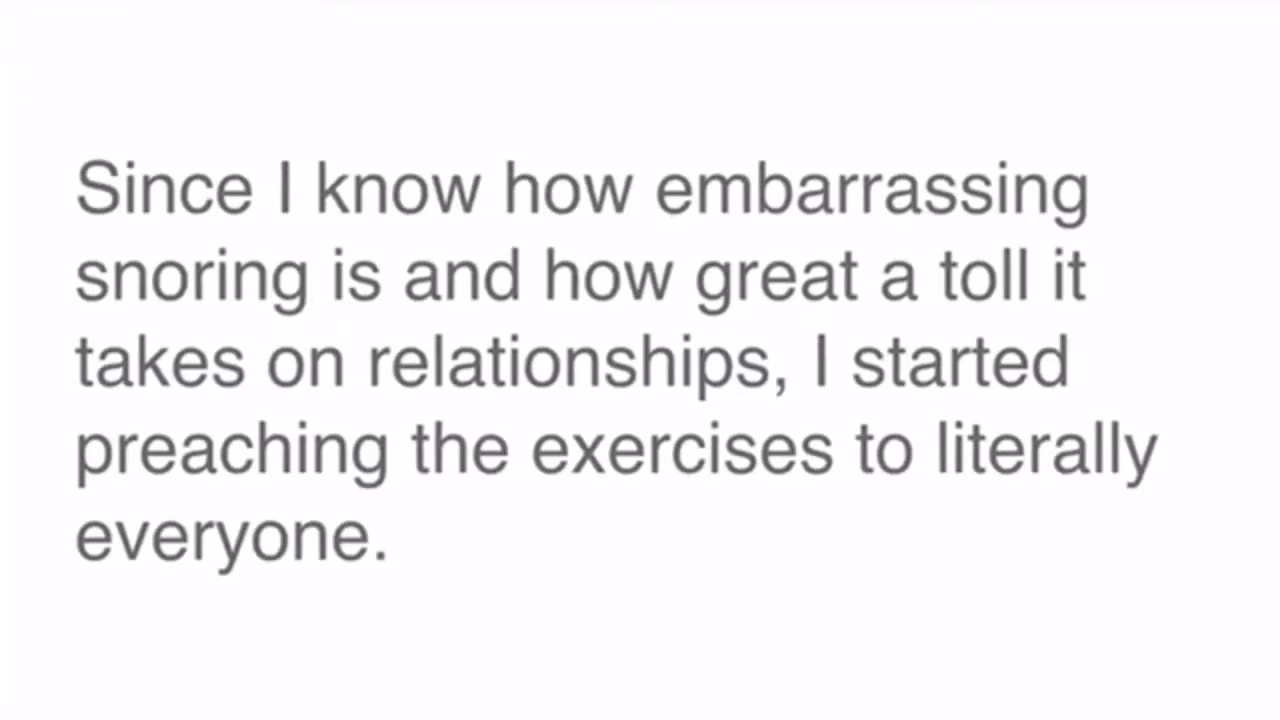 Since I know how embarrassing
snoring is and how great a toll it
takes on relationships, I started
preaching the exercises to literally
everyone.